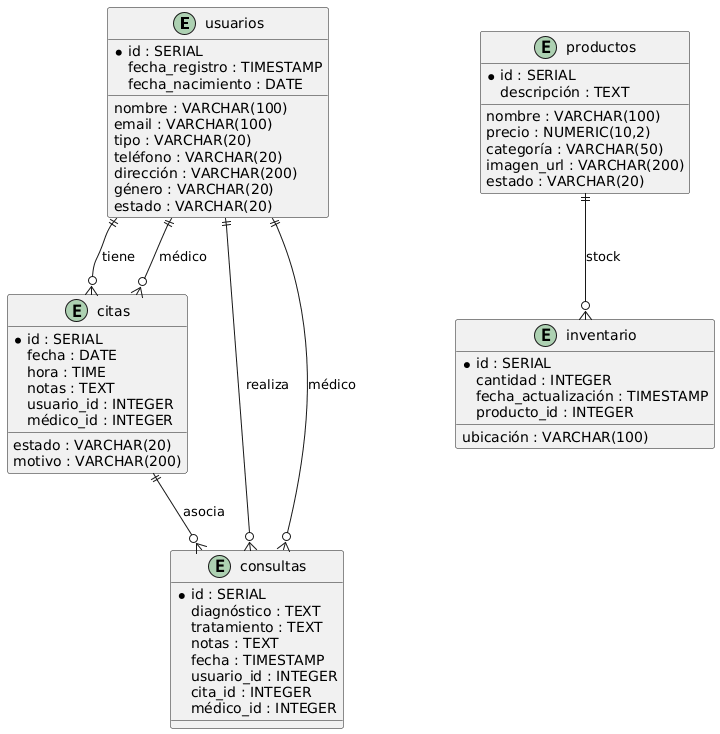 E usuarios
* id : SERIAL
fecha_registro : TIMESTAMP
fecha_nacimiento : DATE
nombre : VARCHAR(100)
email : VARCHAR(100)
tipo : VARCHAR(20)
teléfono : VARCHAR(20)
dirección : VARCHAR(200)
género : VARCHAR(20)
estado : VARCHAR(20)
E productos
* id : SERIAL
descripción : TEXT
nombre : VARCHAR(100)
precio : NUMERIC(10,2)
categoría : VARCHAR(50)
imagen_url : VARCHAR(200)
estado : VARCHAR(20)
tiene
médico
stock
E citas
* id : SERIAL
fecha : DATE
hora : TIME
notas : TEXT
usuario_id : INTEGER
médico_id : INTEGER
estado : VARCHAR(20)
motivo : VARCHAR(200)
realiza
médico
E inventario
* id : SERIAL
cantidad : INTEGER
fecha_actualización : TIMESTAMP
producto_id : INTEGER
ubicación : VARCHAR(100)
asocia
E consultas
* id : SERIAL
diagnóstico : TEXT
tratamiento : TEXT
notas : TEXT
fecha : TIMESTAMP
usuario_id : INTEGER
cita_id : INTEGER
médico_id : INTEGER